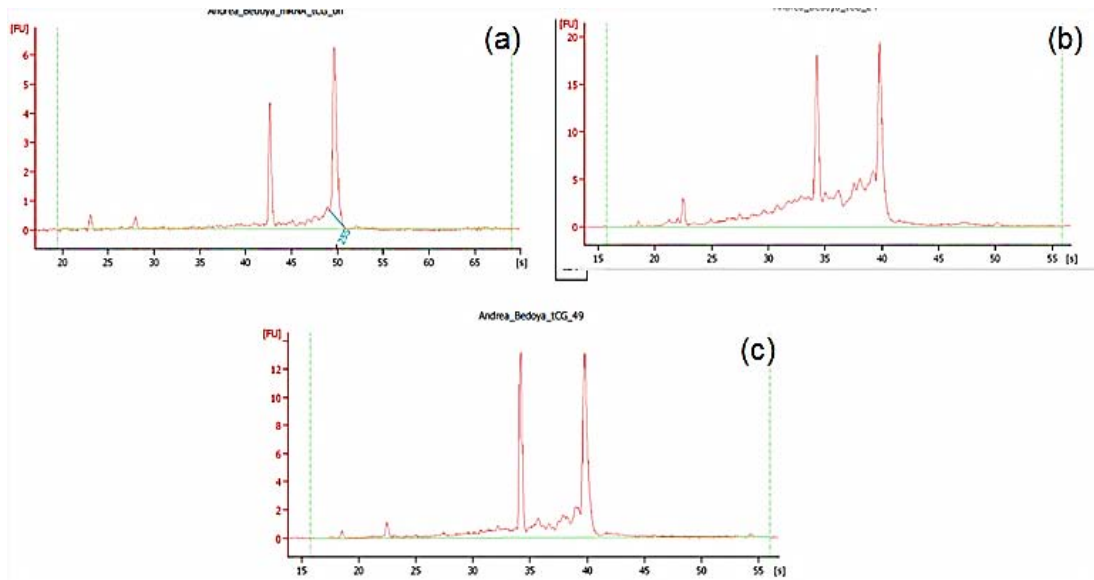 Andrea_Bedoya_mRNA_tCG_0h
[FU]
(a)
6
5
4
3
2
1
0
20 25 30 35 40 45 50 55 60 65 [s]
[FU]
(b)
20
15
10
5
0
15 20 25 30 35 40 45 50 55 [s]
Andrea_Bedoya_tCG_49
[FU]
(c)
12
10
8
6
4
2
0
15 20 25 30 35 40 45 50 55 [s]